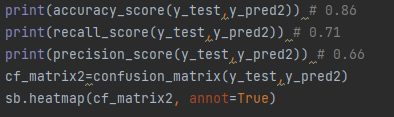 print(accuracy_score(y_test,y_pred2)) # 0.86
print(recall_score(y_test,y_pred2)) # 0.71
print(precision_score(y_test,y_pred2)) # 0.66
cf_matrix2=confusion_matrix(y_test,y_pred2)
sb.heatmap(cf_matrix2, annot=True)